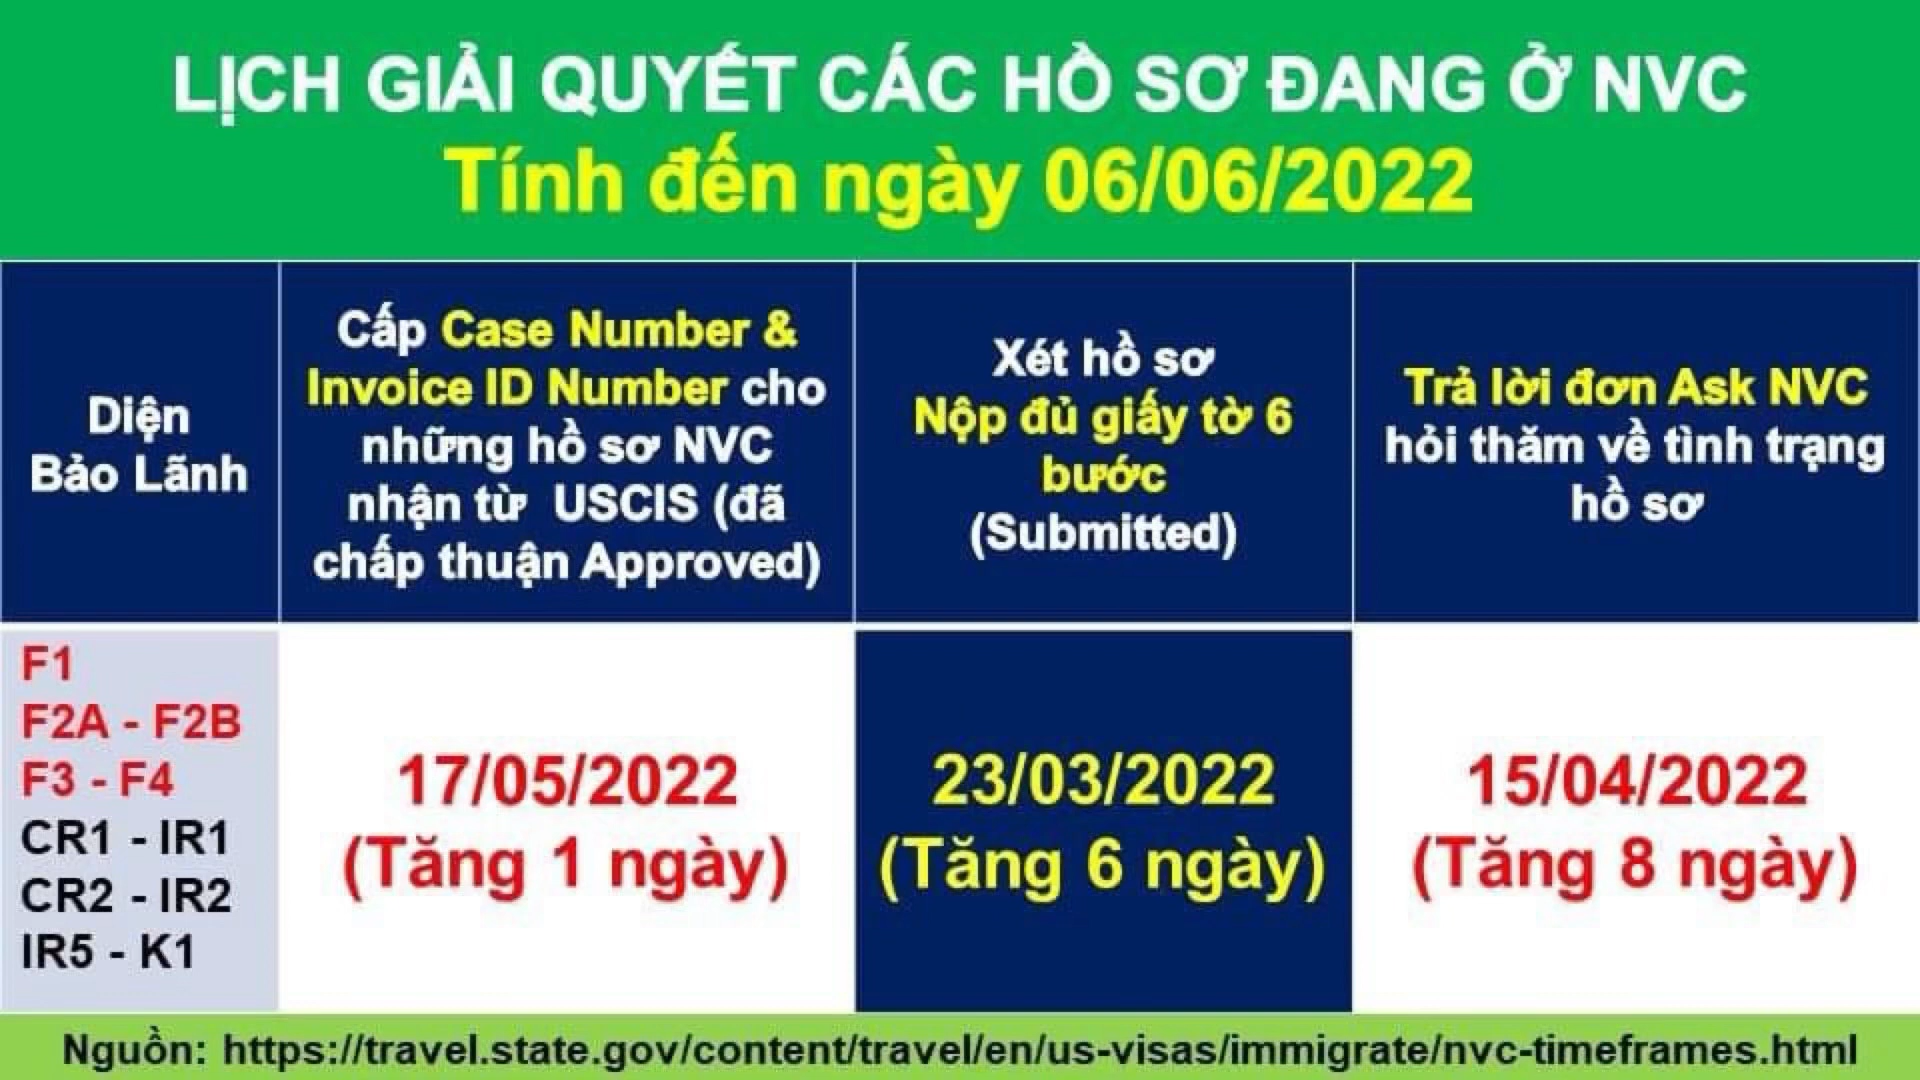 LỊCH GIẢI QUYẾT CÁC HỒ SƠ ĐANG Ở NVC
Tính đến ngày 06/06/2022
Diện
Bảo Lãnh
Cấp Case Number &
Invoice ID Number cho
những hồ sơ NVC
nhận từ USCIS (đã
chấp thuận Approved)
Xét hồ sơ
Nộp đủ giấy tờ 6
bước
(Submitted)
Trả lời đơn Ask NVC
hỏi thăm về tình trạng
hồ sơ
F1
F2A - F2B
F3 - F4
CR1 - IR1
CR2 - IR2
IR5 - K1
17/05/2022
(Tăng 1 ngày)
23/03/2022
(Tăng 6 ngày)
15/04/2022
(Tăng 8 ngày)
Nguồn: https://travel.state.gov/content/travel/en/us-visas/immigrate/nvc-timeframes.html